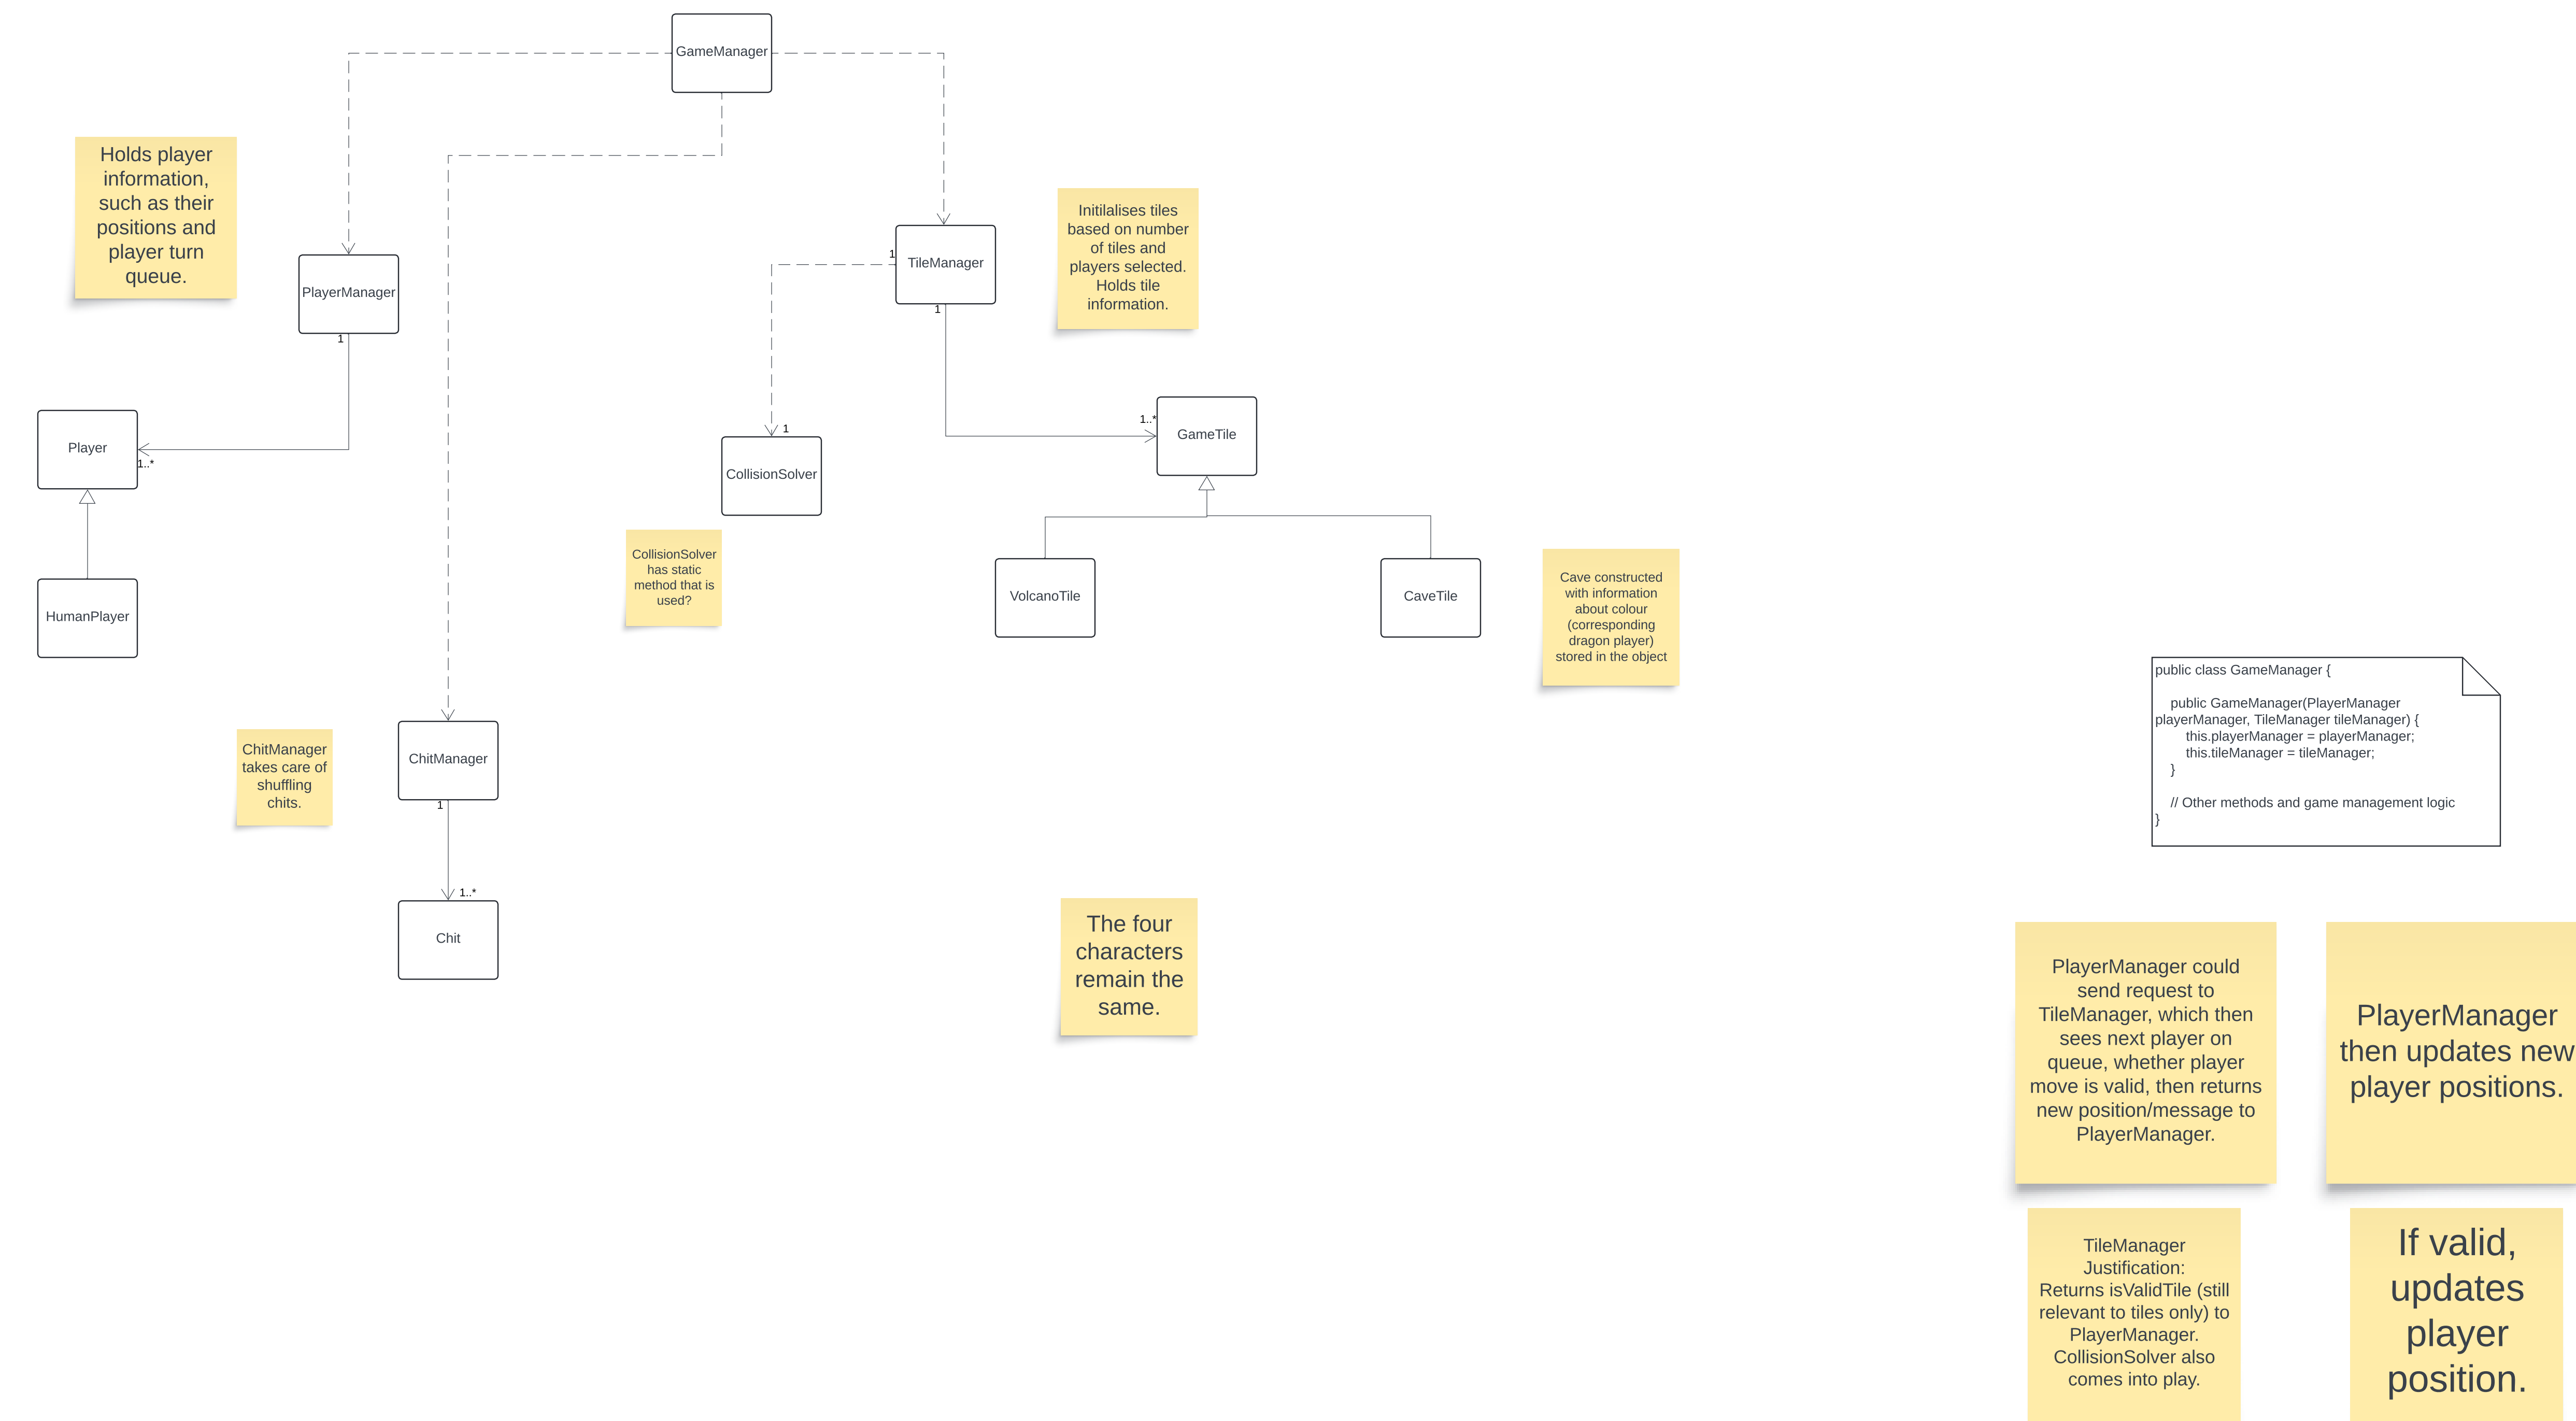 GameManager
Holds player
information,
such as their
positions and
player turn
queue.
Initilalises tiles
based on number
of tiles and
players selected.
Holds tile
information.
1
TileManager
1
PlayerManager
1
1..*
GameTile
Player
1..*
1
CollisionSolver
CollisionSolver
has static
method that is
used?
VolcanoTile
CaveTile
Cave constructed
with information
about colour
(corresponding
dragon player)
stored in the object
HumanPlayer
public class GameManager {
public GameManager(PlayerManager
playerManager, TileManager tileManager) {
this.playerManager = playerManager;
this.tileManager = tileManager;
}
// Other methods and game management logic
}
ChitManager
takes care of
shuffling
chits.
ChitManager
1
1..*
Chit
The four
characters
remain the
same.
PlayerManager could
send request to
TileManager, which then
sees next player on
queue, whether player
move is valid, then returns
new position/message to
PlayerManager.
PlayerManager
then updates new
player positions.
TileManager
Justification:
Returns isValidTile (still
relevant to tiles only) to
PlayerManager.
CollisionSolver also
comes into play.
If valid,
updates
player
position.